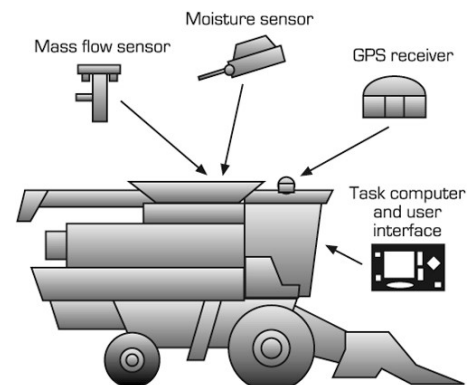 Moisture sensor
Mass flow sensor
GPS receiver
Task computer
and user
interface